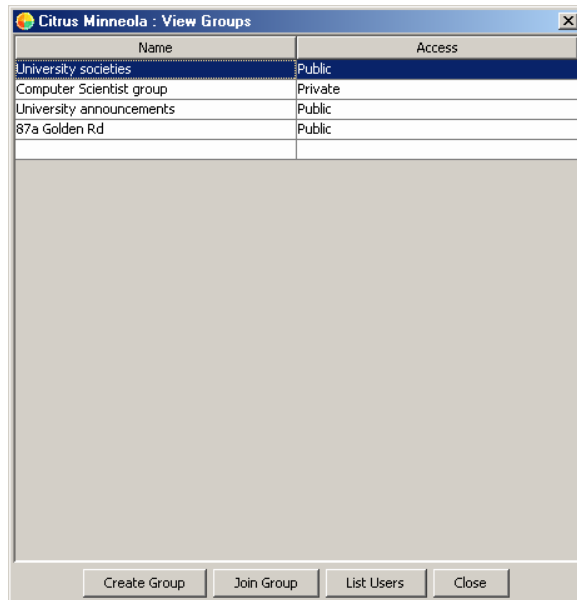 Citrus Minneola : View Groups
Name Access
University societies Public
Computer Scientist group Private
University announcements Public
87a Golden Rd Public
Create Group Join Group List Users Close